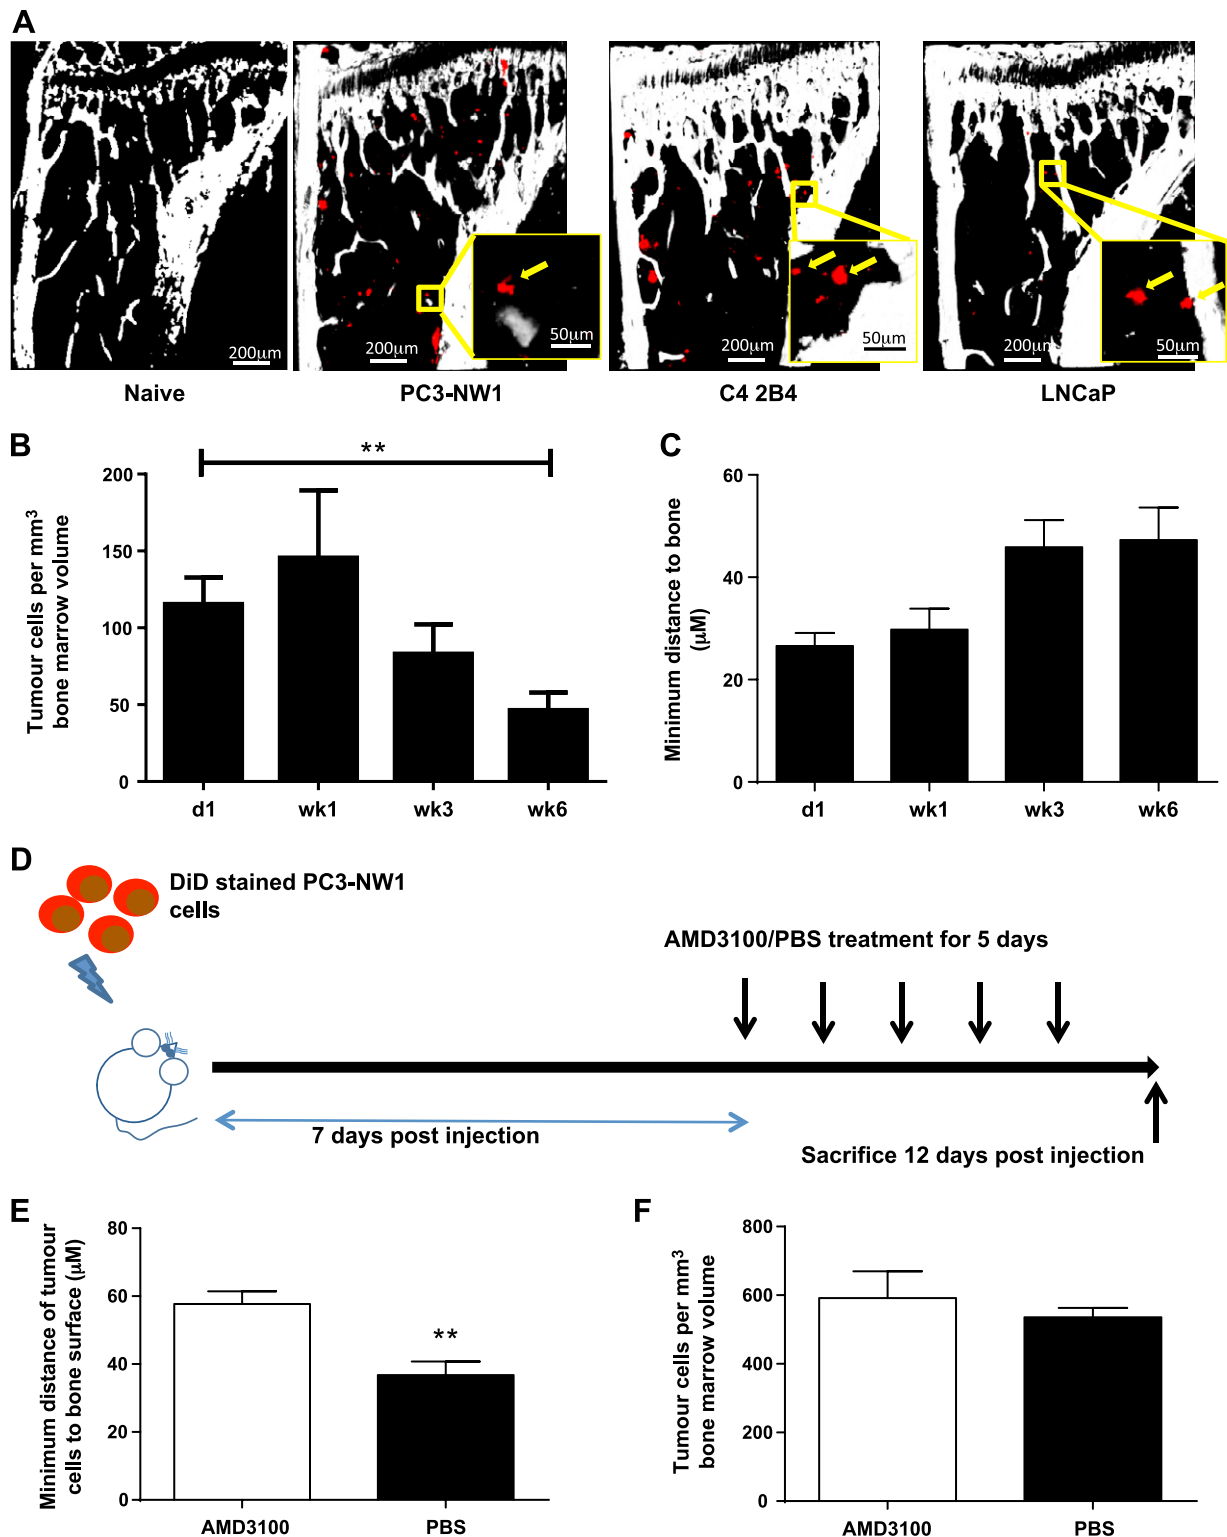 A
200µm
200µm
50µm
200µm
50µm
200µm
50µm
Naive
PC3-NW1
C4 2B4
LNCaP
B
**
Tumour cells per mm³
bone marrow volume
200
150
100
50
0
d1
wk1
wk3
wk6
C
Minimum distance to bone
(µM)
60
40
20
0
d1
wk1
wk3
wk6
D
DiD stained PC3-NW1
cells
AMD3100/PBS treatment for 5 days
7 days post injection
Sacrifice 12 days post injection
E
Minimum distance of tumour
cells to bone surface (µM)
80
60
40
20
0
**
AMD3100
PBS
F
Tumour cells per mm³
bone marrow volume
800
600
400
200
0
AMD3100
PBS